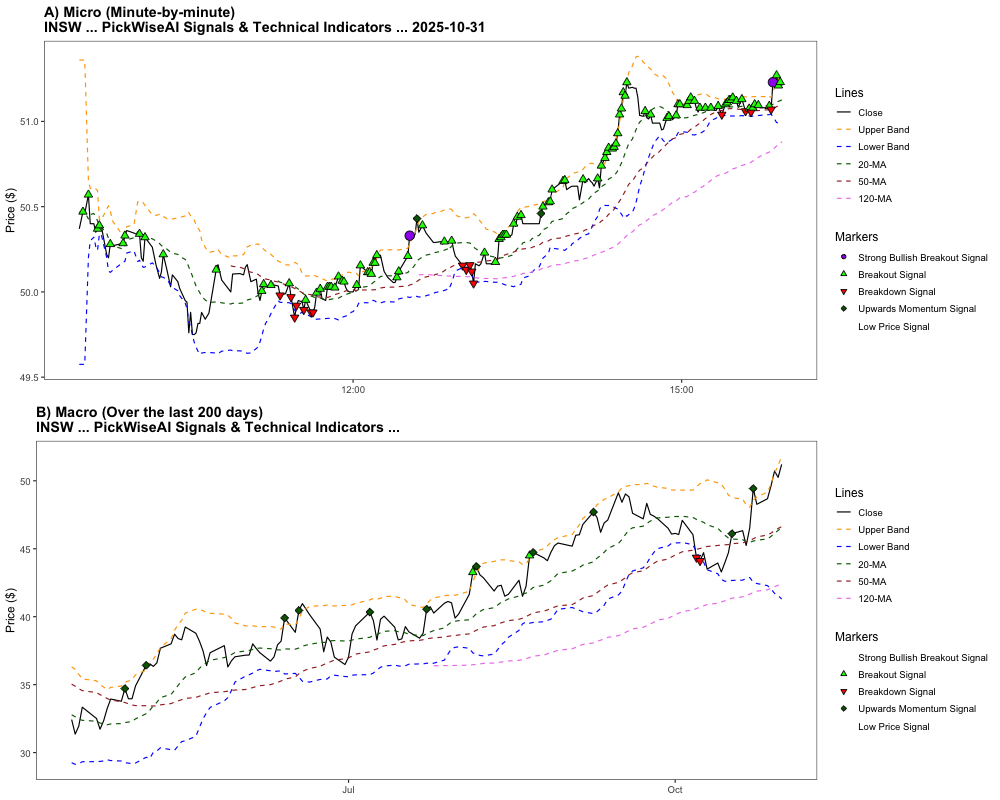 A) Micro (Minute-by-minute)
INSW ... PickWiseAI Signals & Technical Indicators ... 2025-10-31
Price ($)
51.0
50.5
50.0
49.5
12:00
15:00
Lines
Close
Upper Band
Lower Band
20-MA
50-MA
120-MA
Markers
Strong Bullish Breakout Signal
Breakout Signal
Breakdown Signal
Upwards Momentum Signal
Low Price Signal
B) Macro (Over the last 200 days)
INSW ... PickWiseAI Signals & Technical Indicators ...
Price ($)
50
45
40
35
30
Jul
Oct
Lines
Close
Upper Band
Lower Band
20-MA
50-MA
120-MA
Markers
Strong Bullish Breakout Signal
Breakout Signal
Breakdown Signal
Upwards Momentum Signal
Low Price Signal